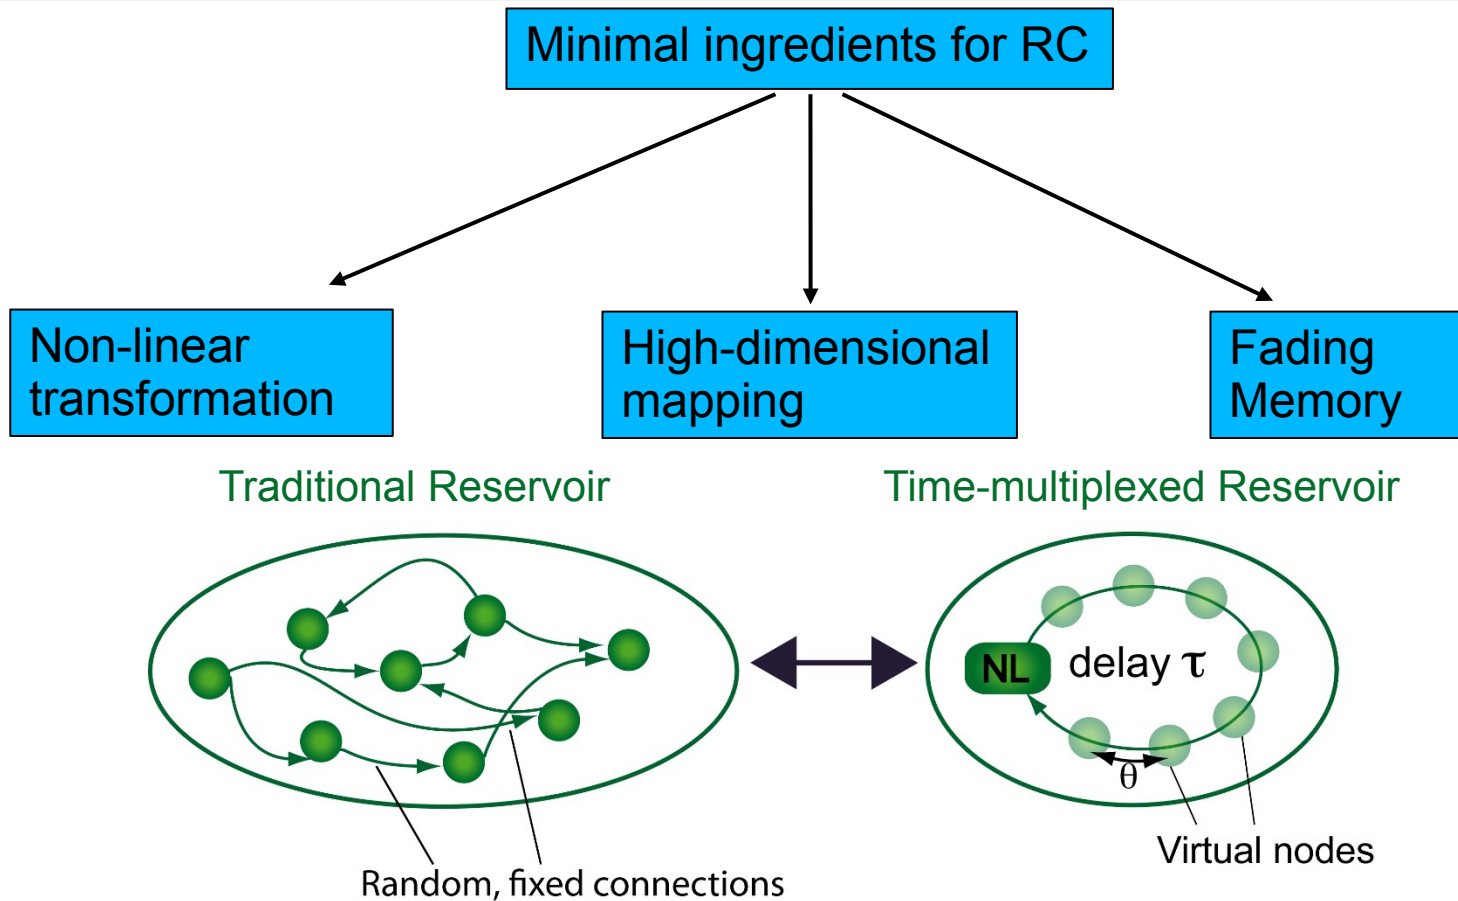 Minimal ingredients for RC
Non-linear
transformation
High-dimensional
mapping
Fading
Memory
Traditional Reservoir
Time-multiplexed Reservoir
NL
delay τ
θ
Virtual nodes
Random, fixed connections